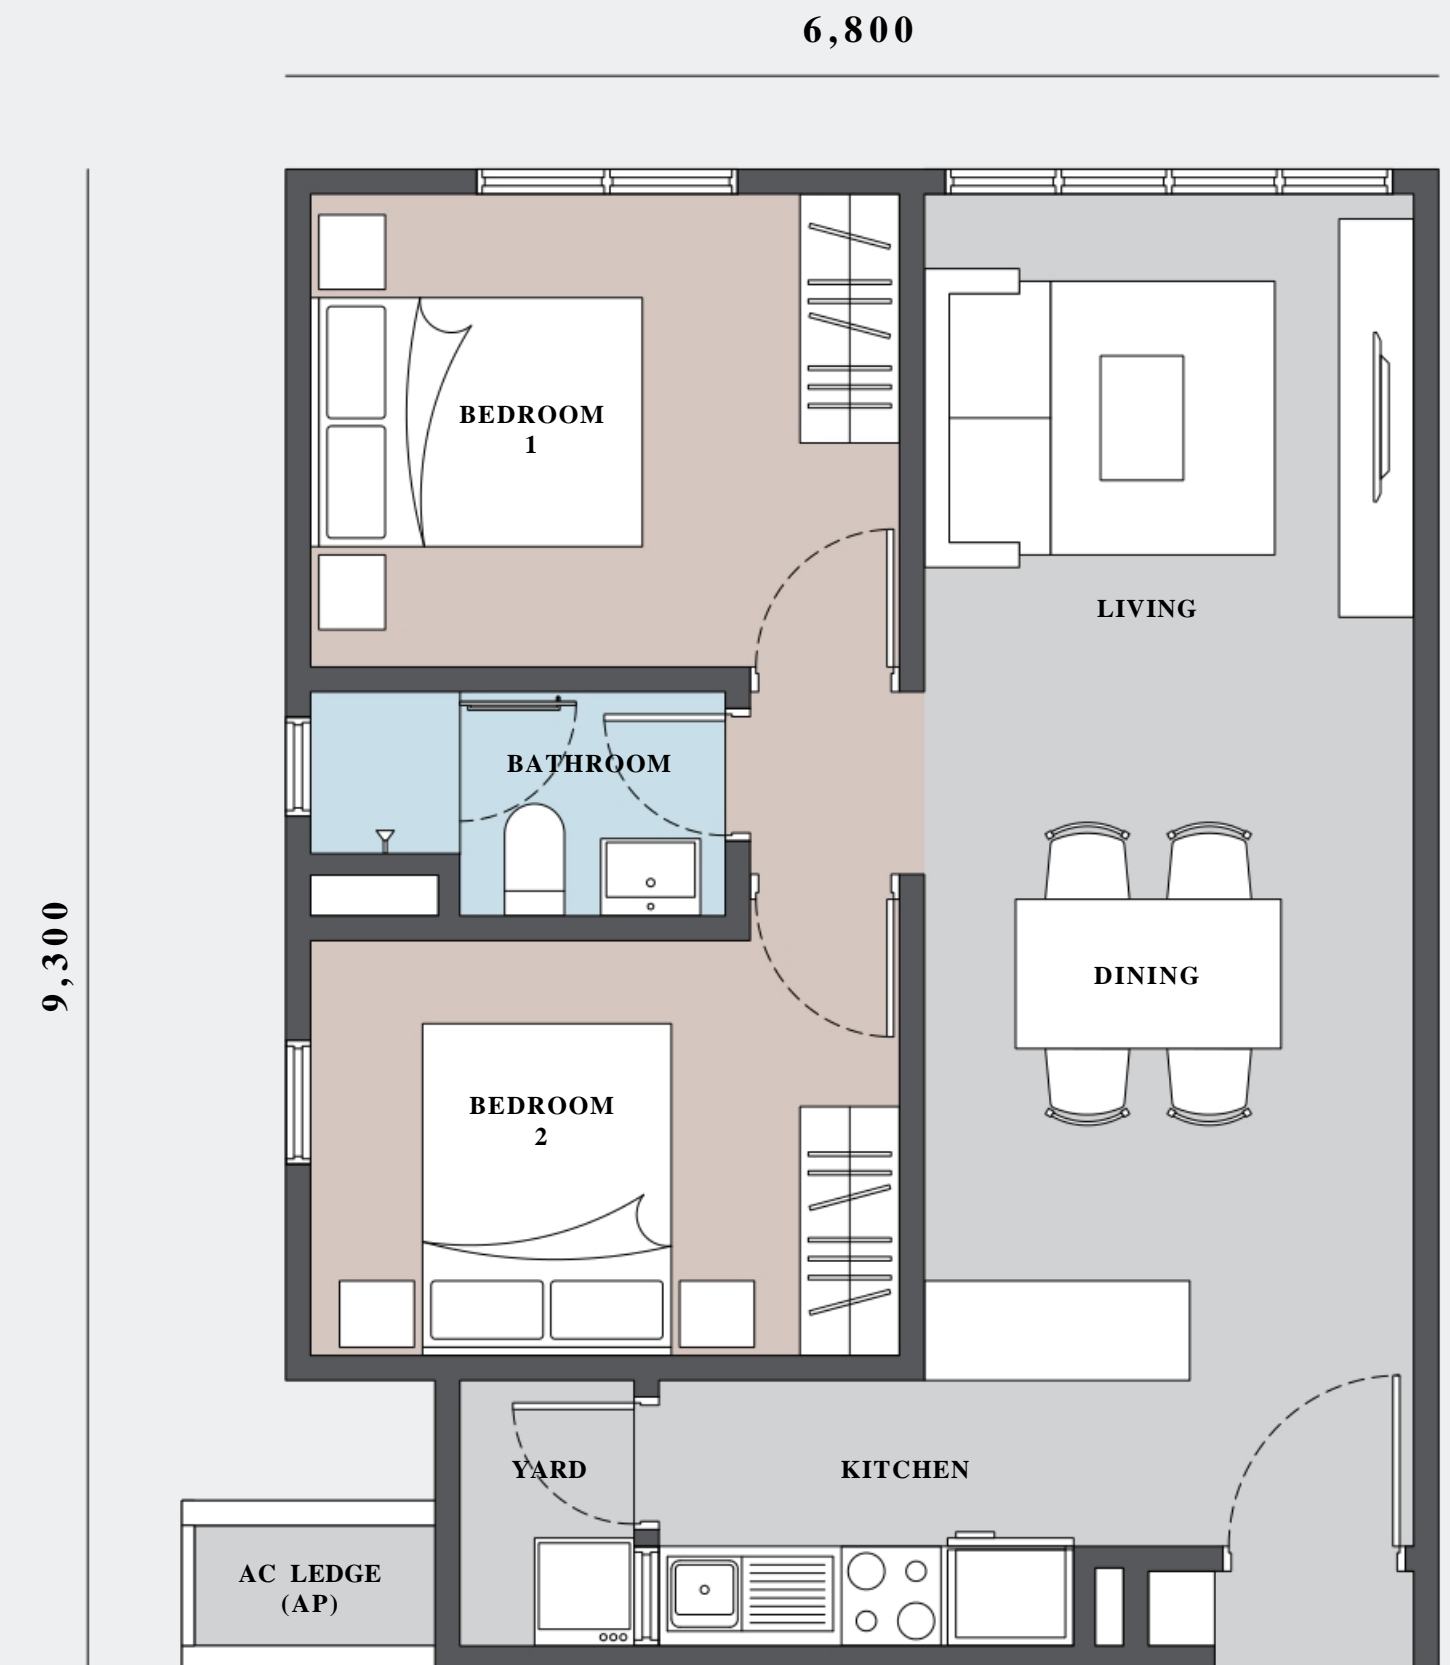 6,800
BEDROOM
1
LIVING
BATHROOM
9,300
DINING
BEDROOM
2
YARD
KITCHEN
AC LEDGE
(AP)